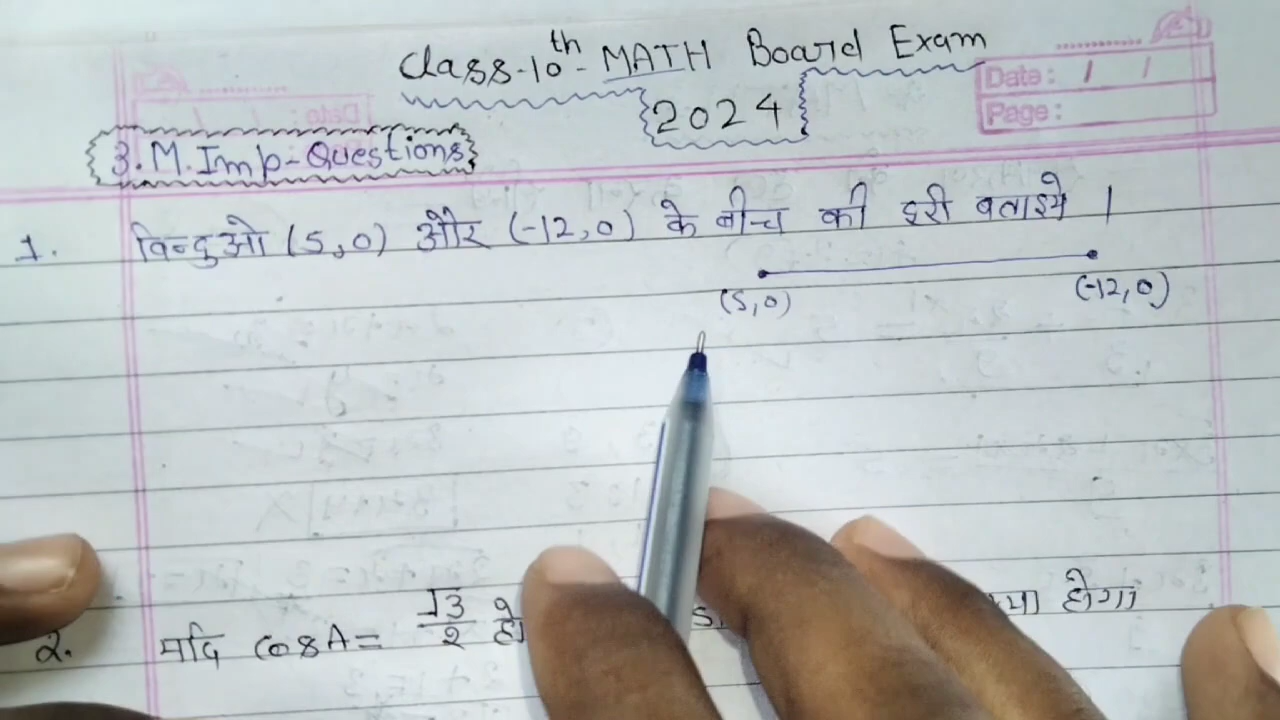 Class-10th-MATH Board Exam
2024
Date: / /
Page:
3.M.Imp-Questions
1. विन्दुओ (5,0) और (-12,0) के बीच की दूरी बताइये |
(5,0) (-12,0)
2. यदि cosA= √3/2 हो होगा